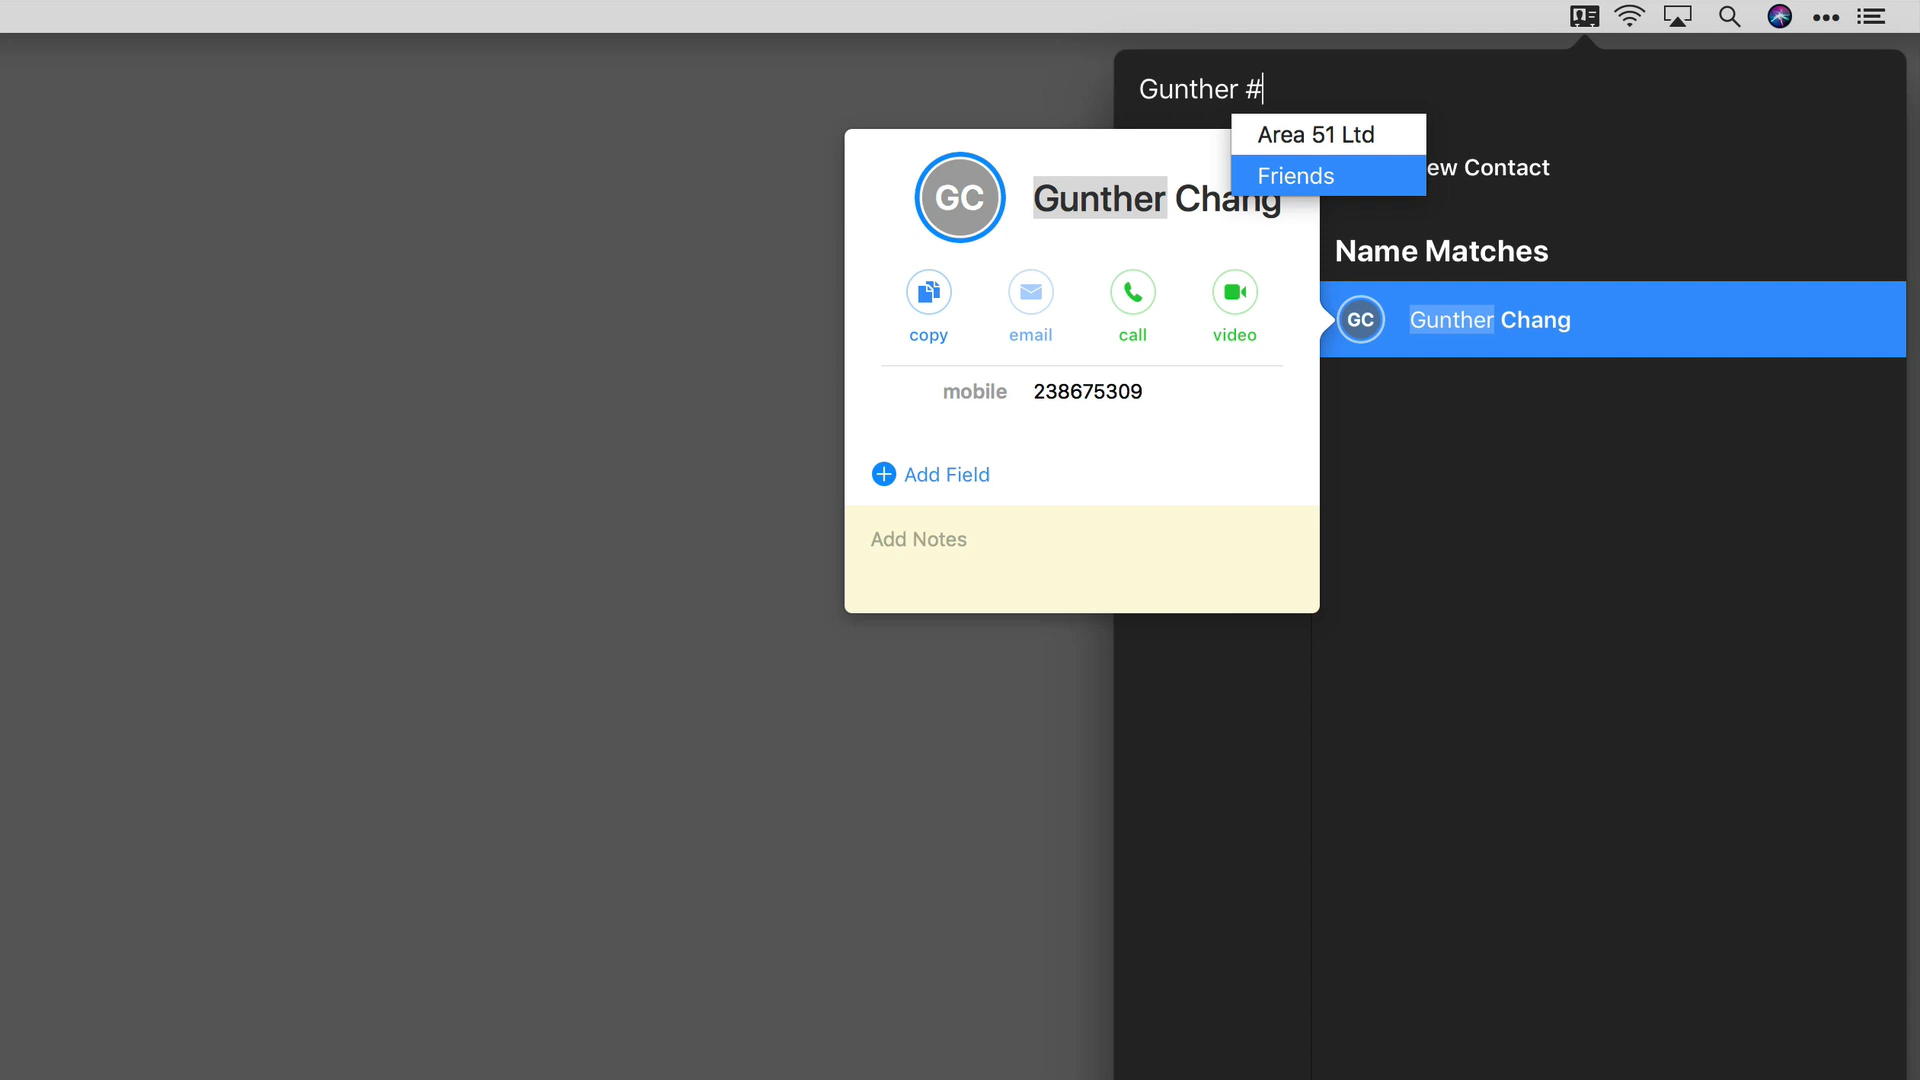 Gunther #
Area 51 Ltd
Friends
ew Contact
GC
Gunther Chang
Name Matches
GC
Gunther Chang
copy
email
call
video
mobile 238675309
Add Field
Add Notes